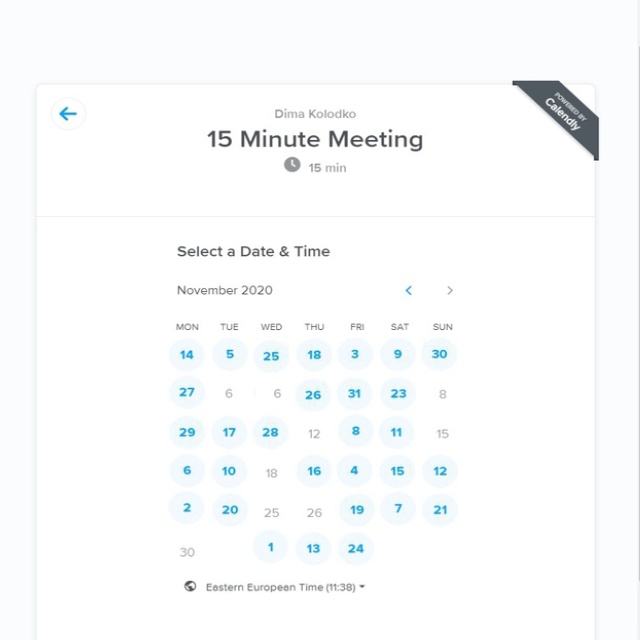 POWERED BY
Calendly
Dima Kolodko
15 Minute Meeting
15 min
Select a Date & Time
November 2020
MON TUE WED THU FRI SAT SUN
14 5 25 18 3 9 30
27 6 6 26 31 23 8
29 17 28 12 8 11 15
6 10 18 16 4 15 12
2 20 25 26 19 7 21
30 1 13 24
Eastern European Time (11:38)